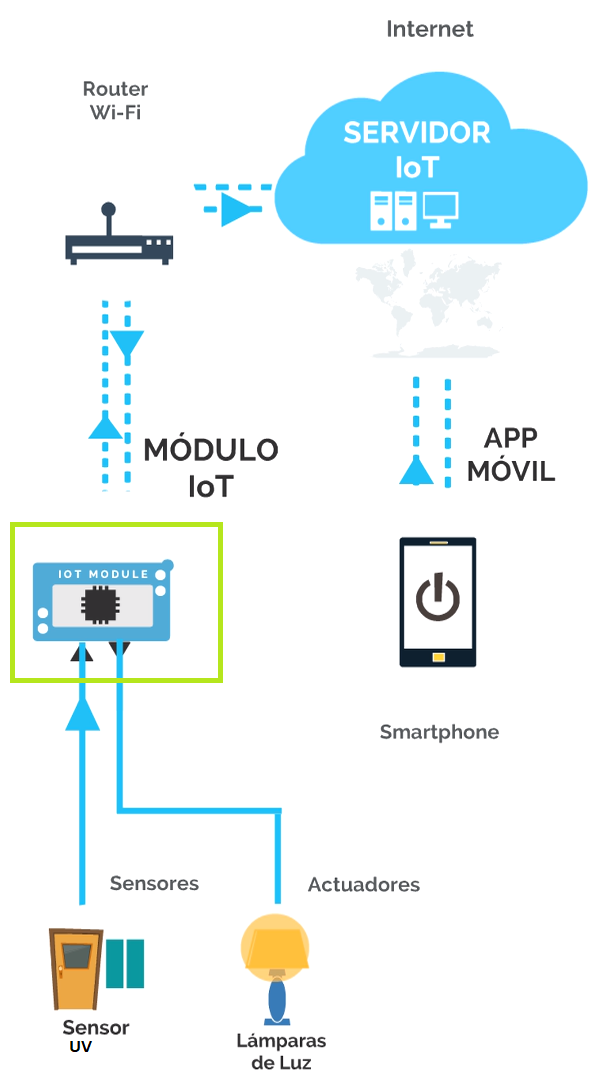 Internet
Router
Wi-Fi
SERVIDOR
IoT
MÓDULO
IoT
APP
MÓVIL
IOT MODULE
Smartphone
Sensores
Actuadores
Sensor
UV
Lámparas
de Luz